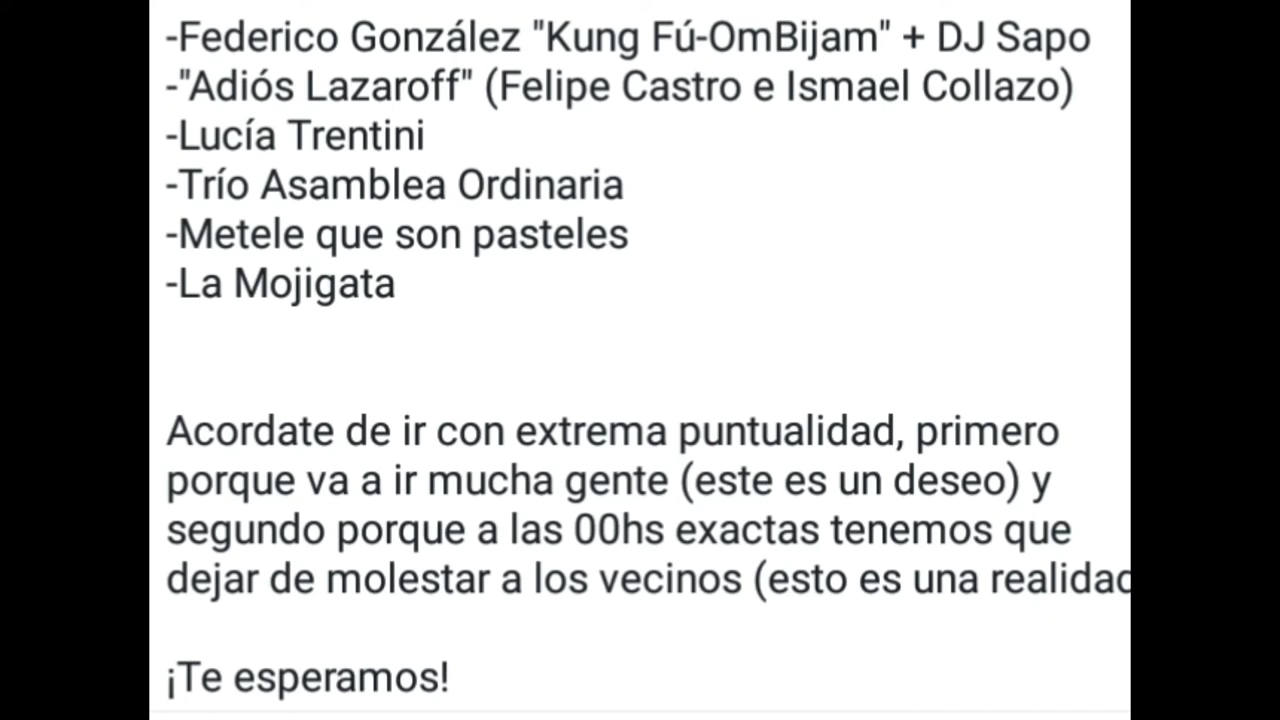 -Federico González "Kung Fú-OmBijam" + DJ Sapo
-"Adiós Lazaroff" (Felipe Castro e Ismael Collazo)
-Lucía Trentini
-Trío Asamblea Ordinaria
-Metele que son pasteles
-La Mojigata
Acordate de ir con extrema puntualidad, primero
porque va a ir mucha gente (este es un deseo) y
segundo porque a las 00hs exactas tenemos que
dejar de molestar a los vecinos (esto es una realidad
¡Te esperamos!